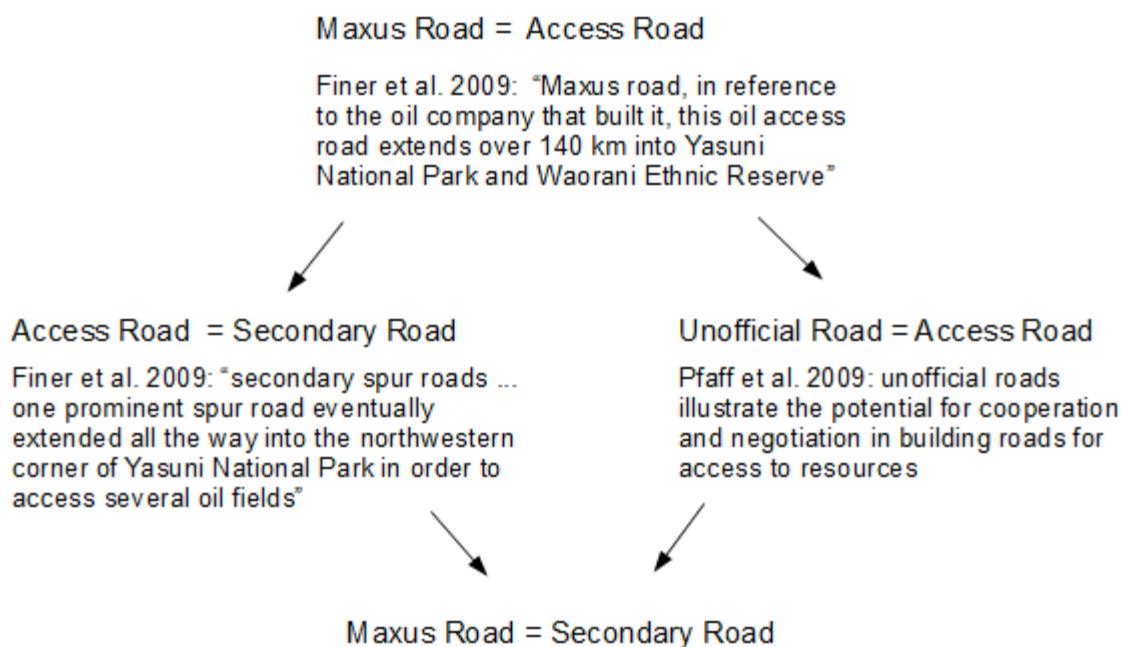 Maxus Road = Access Road
Finer et al. 2009: “Maxus road, in reference
to the oil company that built it, this oil access
road extends over 140 km into Yasuni
National Park and Waorani Ethnic Reserve”
Access Road = Secondary Road
Finer et al. 2009: “secondary spur roads ...
one prominent spur road eventually
extended all the way into the northwestern
corner of Yasuni National Park in order to
access several oil fields”
Unofficial Road = Access Road
Pfaff et al. 2009: unofficial roads
illustrate the potential for cooperation
and negotiation in building roads for
access to resources
Maxus Road = Secondary Road